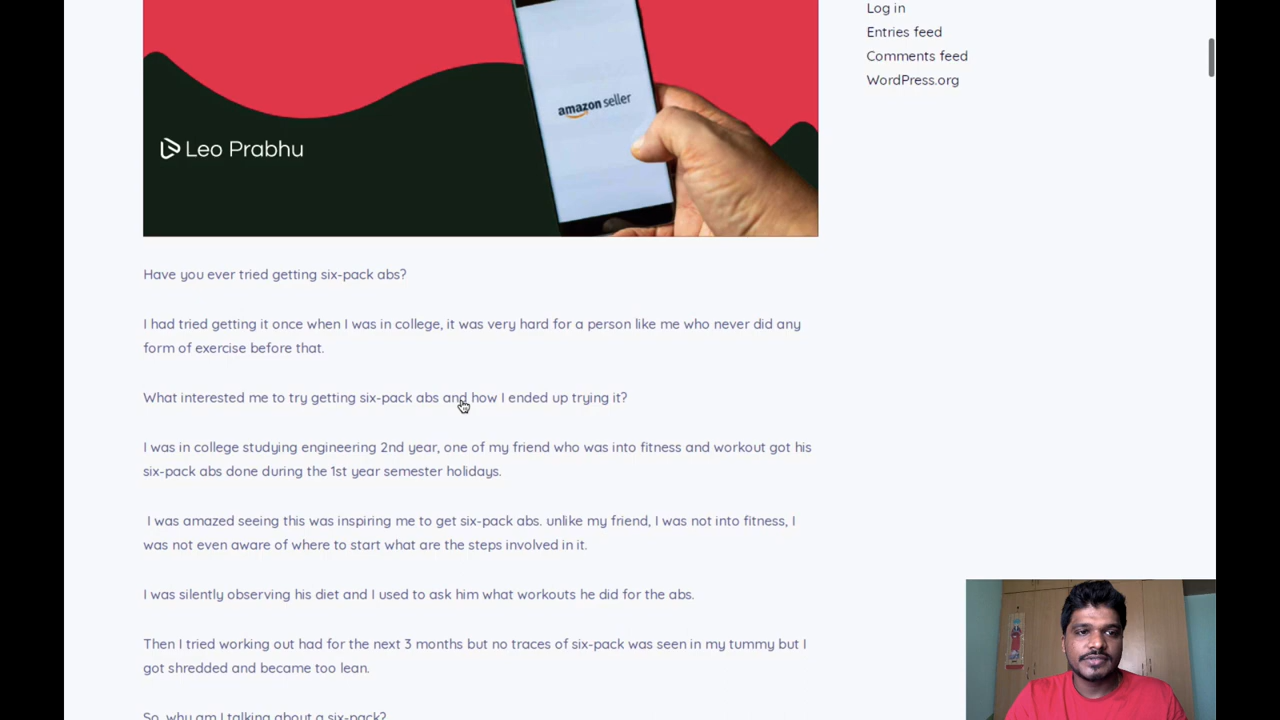 Log in
Entries feed
Comments feed
WordPress.org
amazon seller
Leo Prabhu
Have you ever tried getting six-pack abs?
I had tried getting it once when I was in college, it was very hard for a person like me who never did any
form of exercise before that.
What interested me to try getting six-pack abs and how I ended up trying it?
I was in college studying engineering 2nd year, one of my friend who was into fitness and workout got his
six-pack abs done during the 1st year semester holidays.
I was amazed seeing this was inspiring me to get six-pack abs. unlike my friend, I was not into fitness, I
was not even aware of where to start what are the steps involved in it.
I was silently observing his diet and I used to ask him what workouts he did for the abs.
Then I tried working out had for the next 3 months but no traces of six-pack was seen in my tummy but I
got shredded and became too lean.
So, why am I talking about a six-pack?